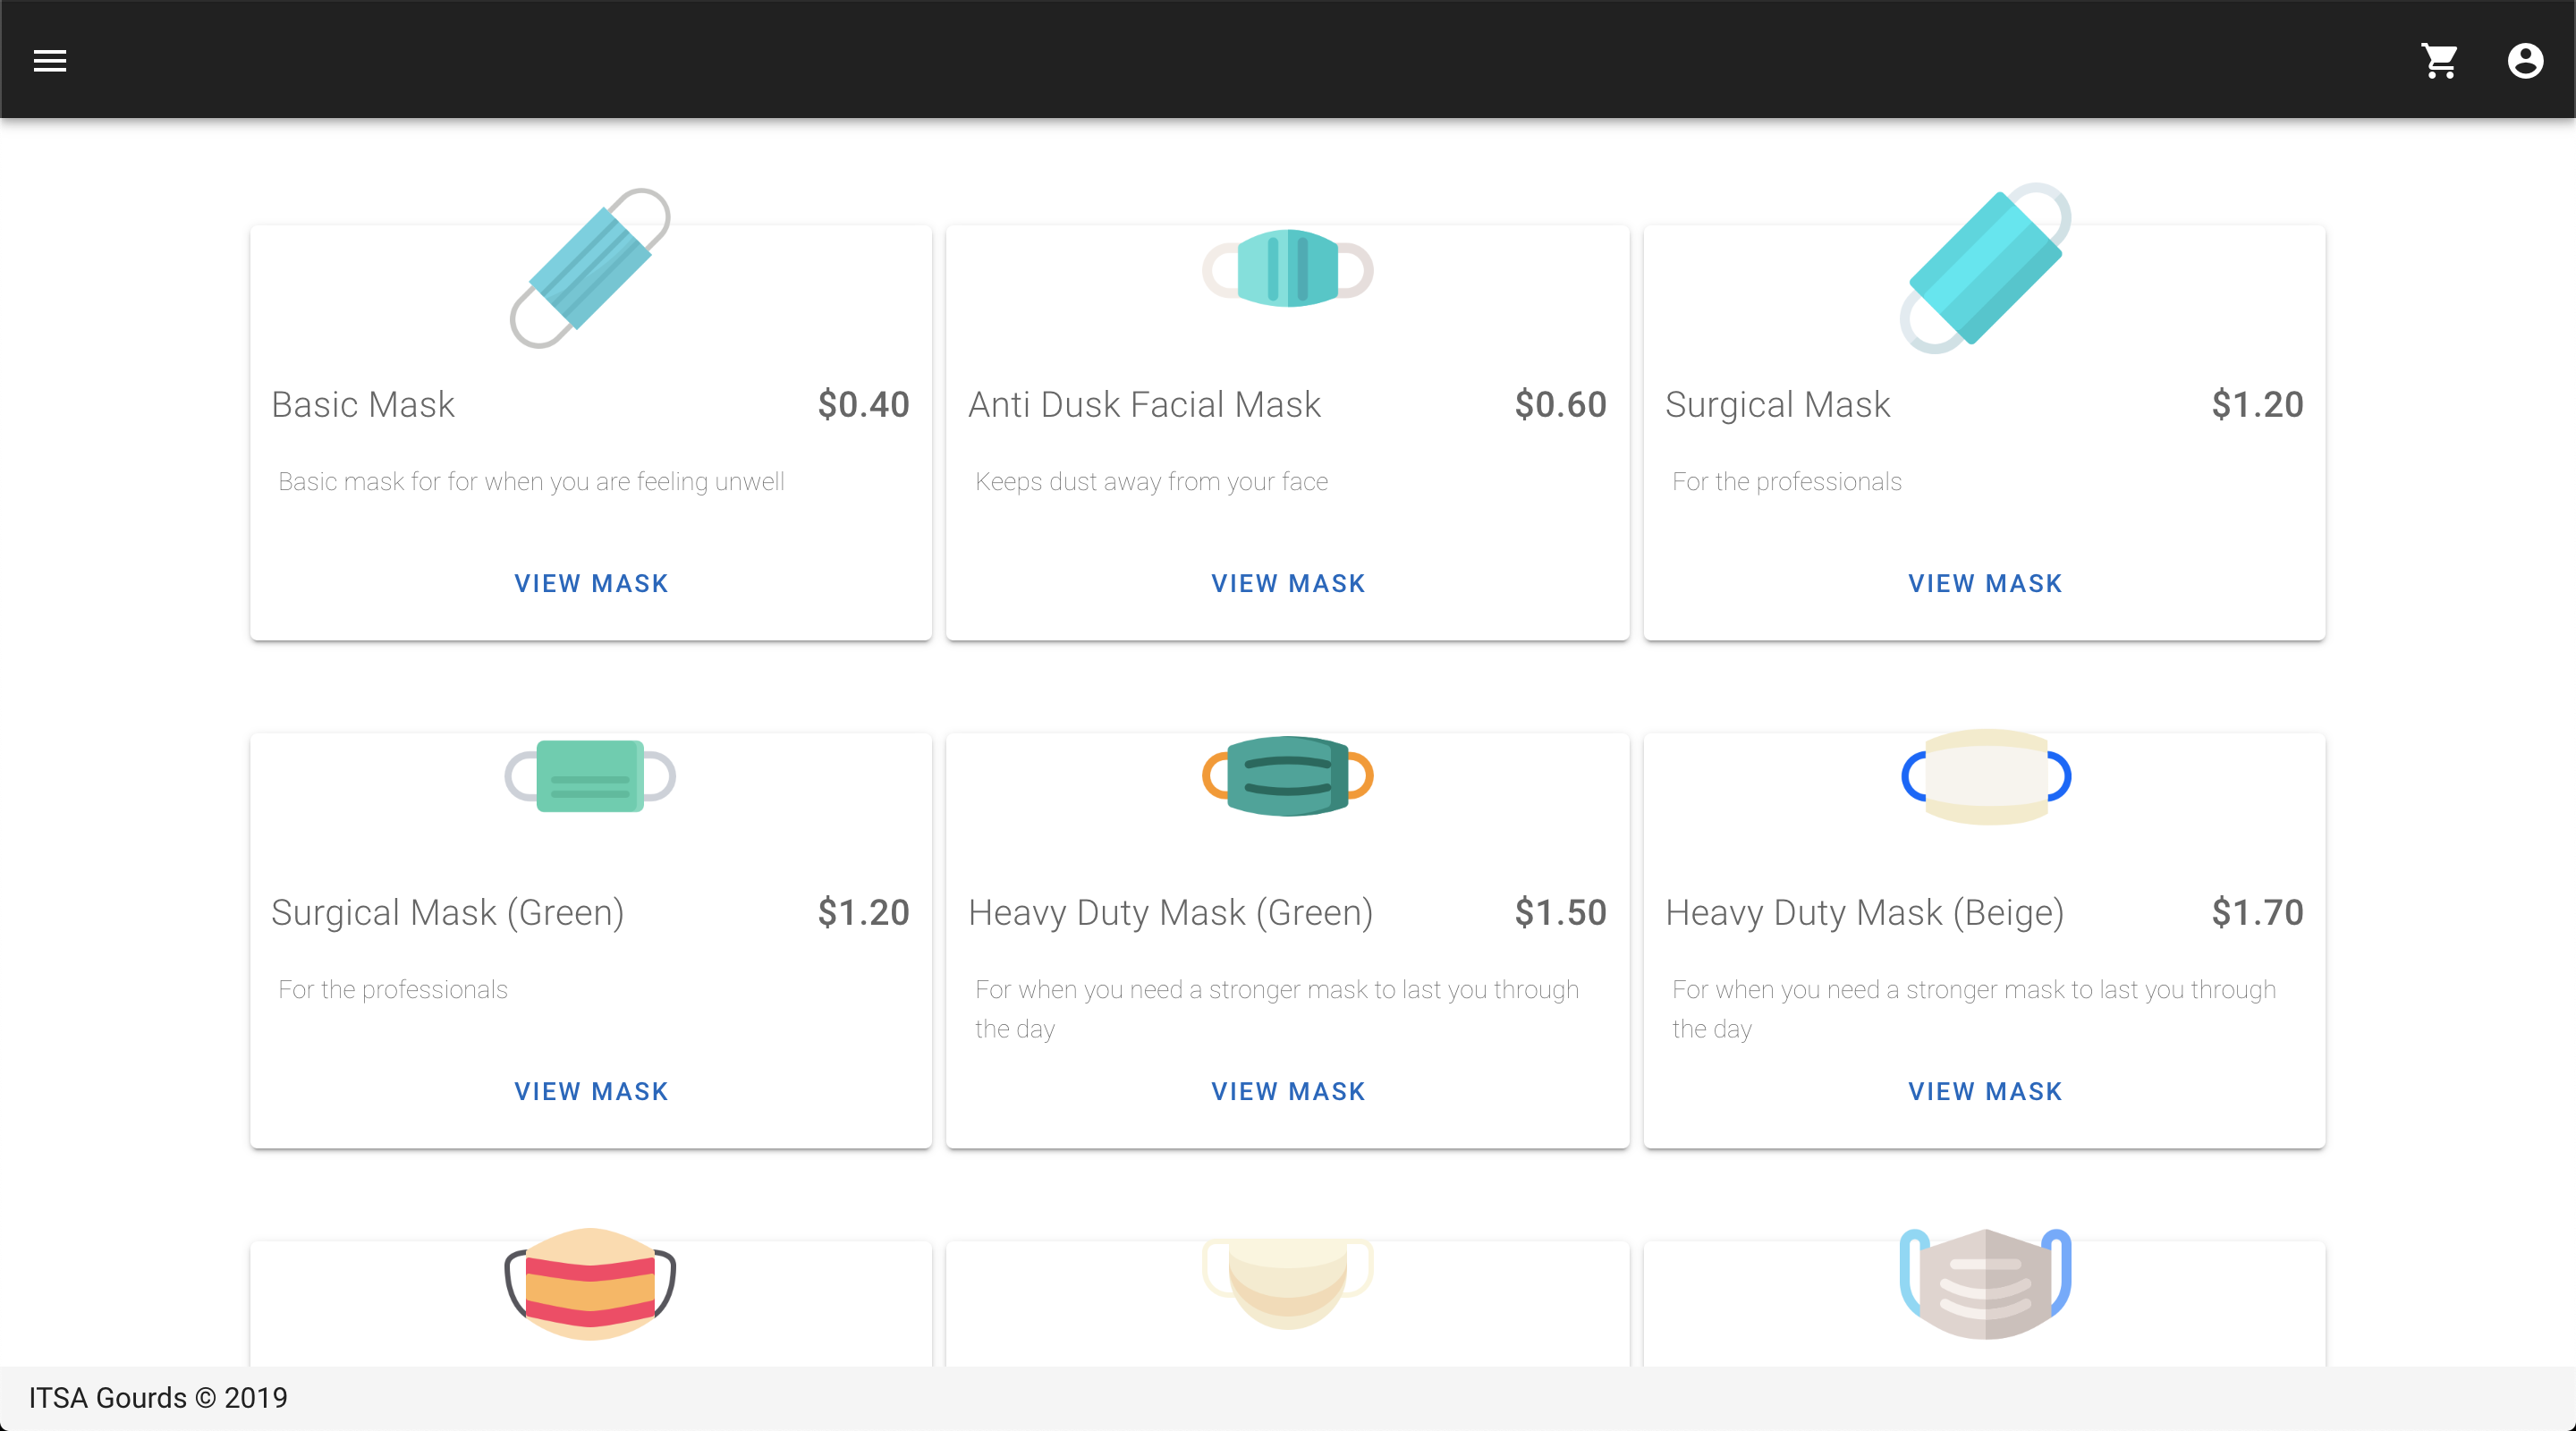 Basic Mask $0.40
Basic mask for for when you are feeling unwell
VIEW MASK
Anti Dusk Facial Mask $0.60
Keeps dust away from your face
VIEW MASK
Surgical Mask $1.20
For the professionals
VIEW MASK
Surgical Mask (Green) $1.20
For the professionals
VIEW MASK
Heavy Duty Mask (Green) $1.50
For when you need a stronger mask to last you through
the day
VIEW MASK
Heavy Duty Mask (Beige) $1.70
For when you need a stronger mask to last you through
the day
VIEW MASK
ITSA Gourds © 2019